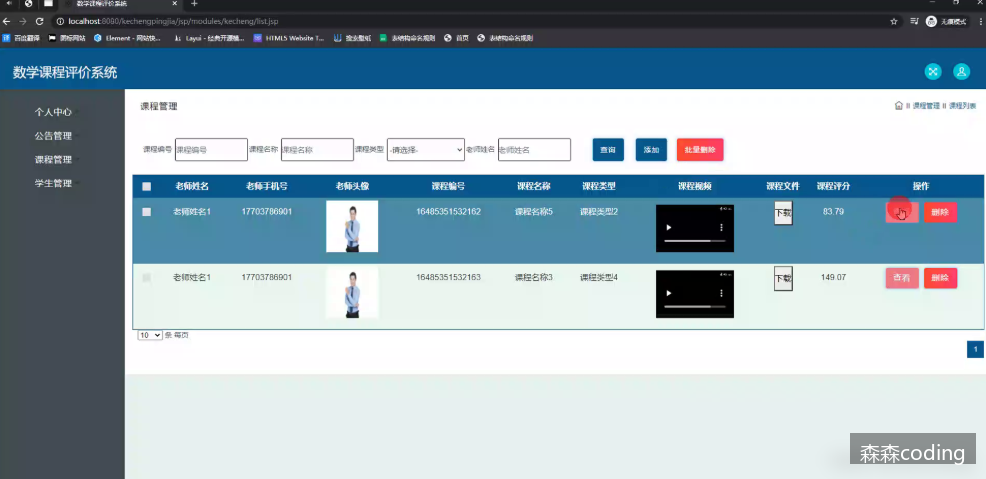 数学课程评价系统
localhost:8080/kechengpingjia/jsp/modules/kecheng/list.jsp
无痕模式
百度翻译 图标网站 Element - 网站快... Layui - 经典开源模... HTML5 Website T... 搜主题纸 表结构命名规则 首页 表结构命名规则
数学课程评价系统
个人中心
公告管理
课程管理
学生管理
课程管理
课程管理 课程列表
课程编号 课程编号 课程名称 课程名称 课程类型 -请选择- 老师姓名 老师姓名 查询 添加 批量删除
老师姓名 老师手机号 老师头像 课程编号 课程名称 课程类型 课程视频 课程文件 课程评分 操作
老师姓名1 17703786901 16485351532162 课程名称5 课程类型2 下载 83.79 删除
老师姓名1 17703786901 16485351532163 课程名称3 课程类型4 下载 149.07 查看 删除
10 条 每页
1
森森coding